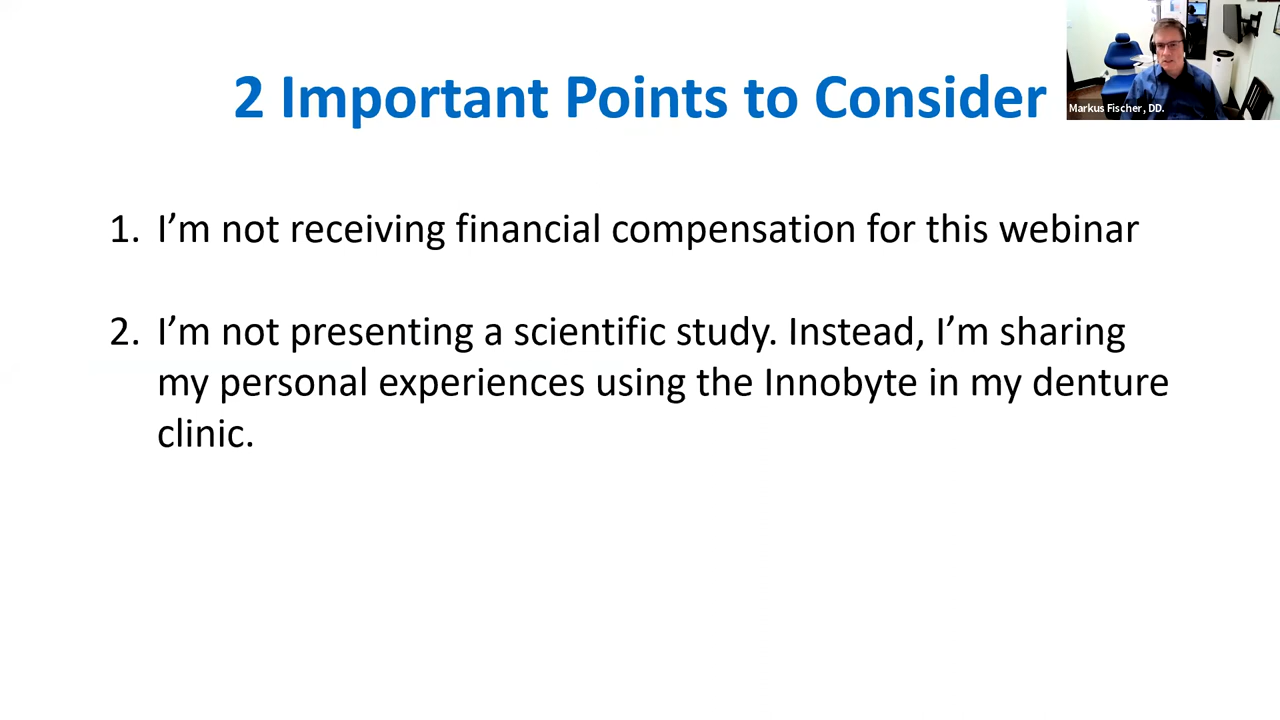 2 Important Points to Consider
Markus Fischer, DD.
1. I’m not receiving financial compensation for this webinar
2. I’m not presenting a scientific study. Instead, I’m sharing
my personal experiences using the Innobyte in my denture
clinic.